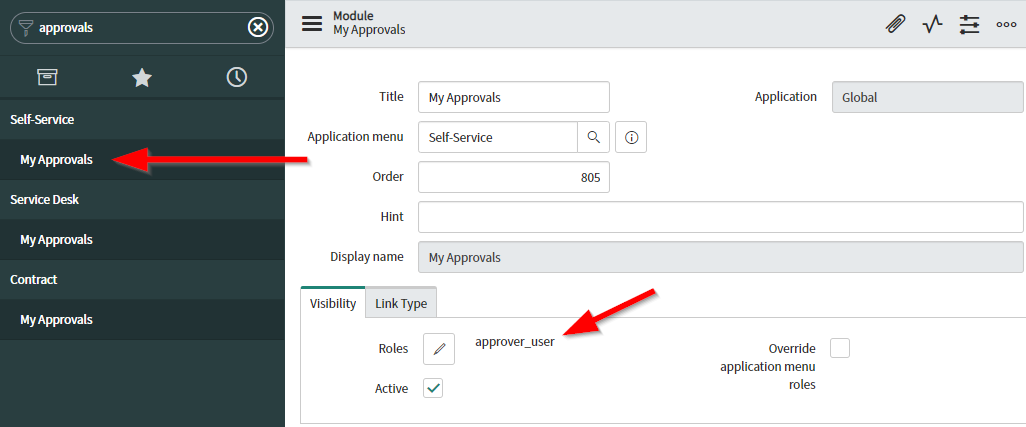 approvals
Self-Service
My Approvals
Service Desk
My Approvals
Contract
My Approvals
Module
My Approvals
Title
My Approvals
Application
Global
Application menu
Self-Service
Order
805
Hint
Display name
My Approvals
Visibility
Link Type
Roles
approver_user
Override
application menu
roles
Active